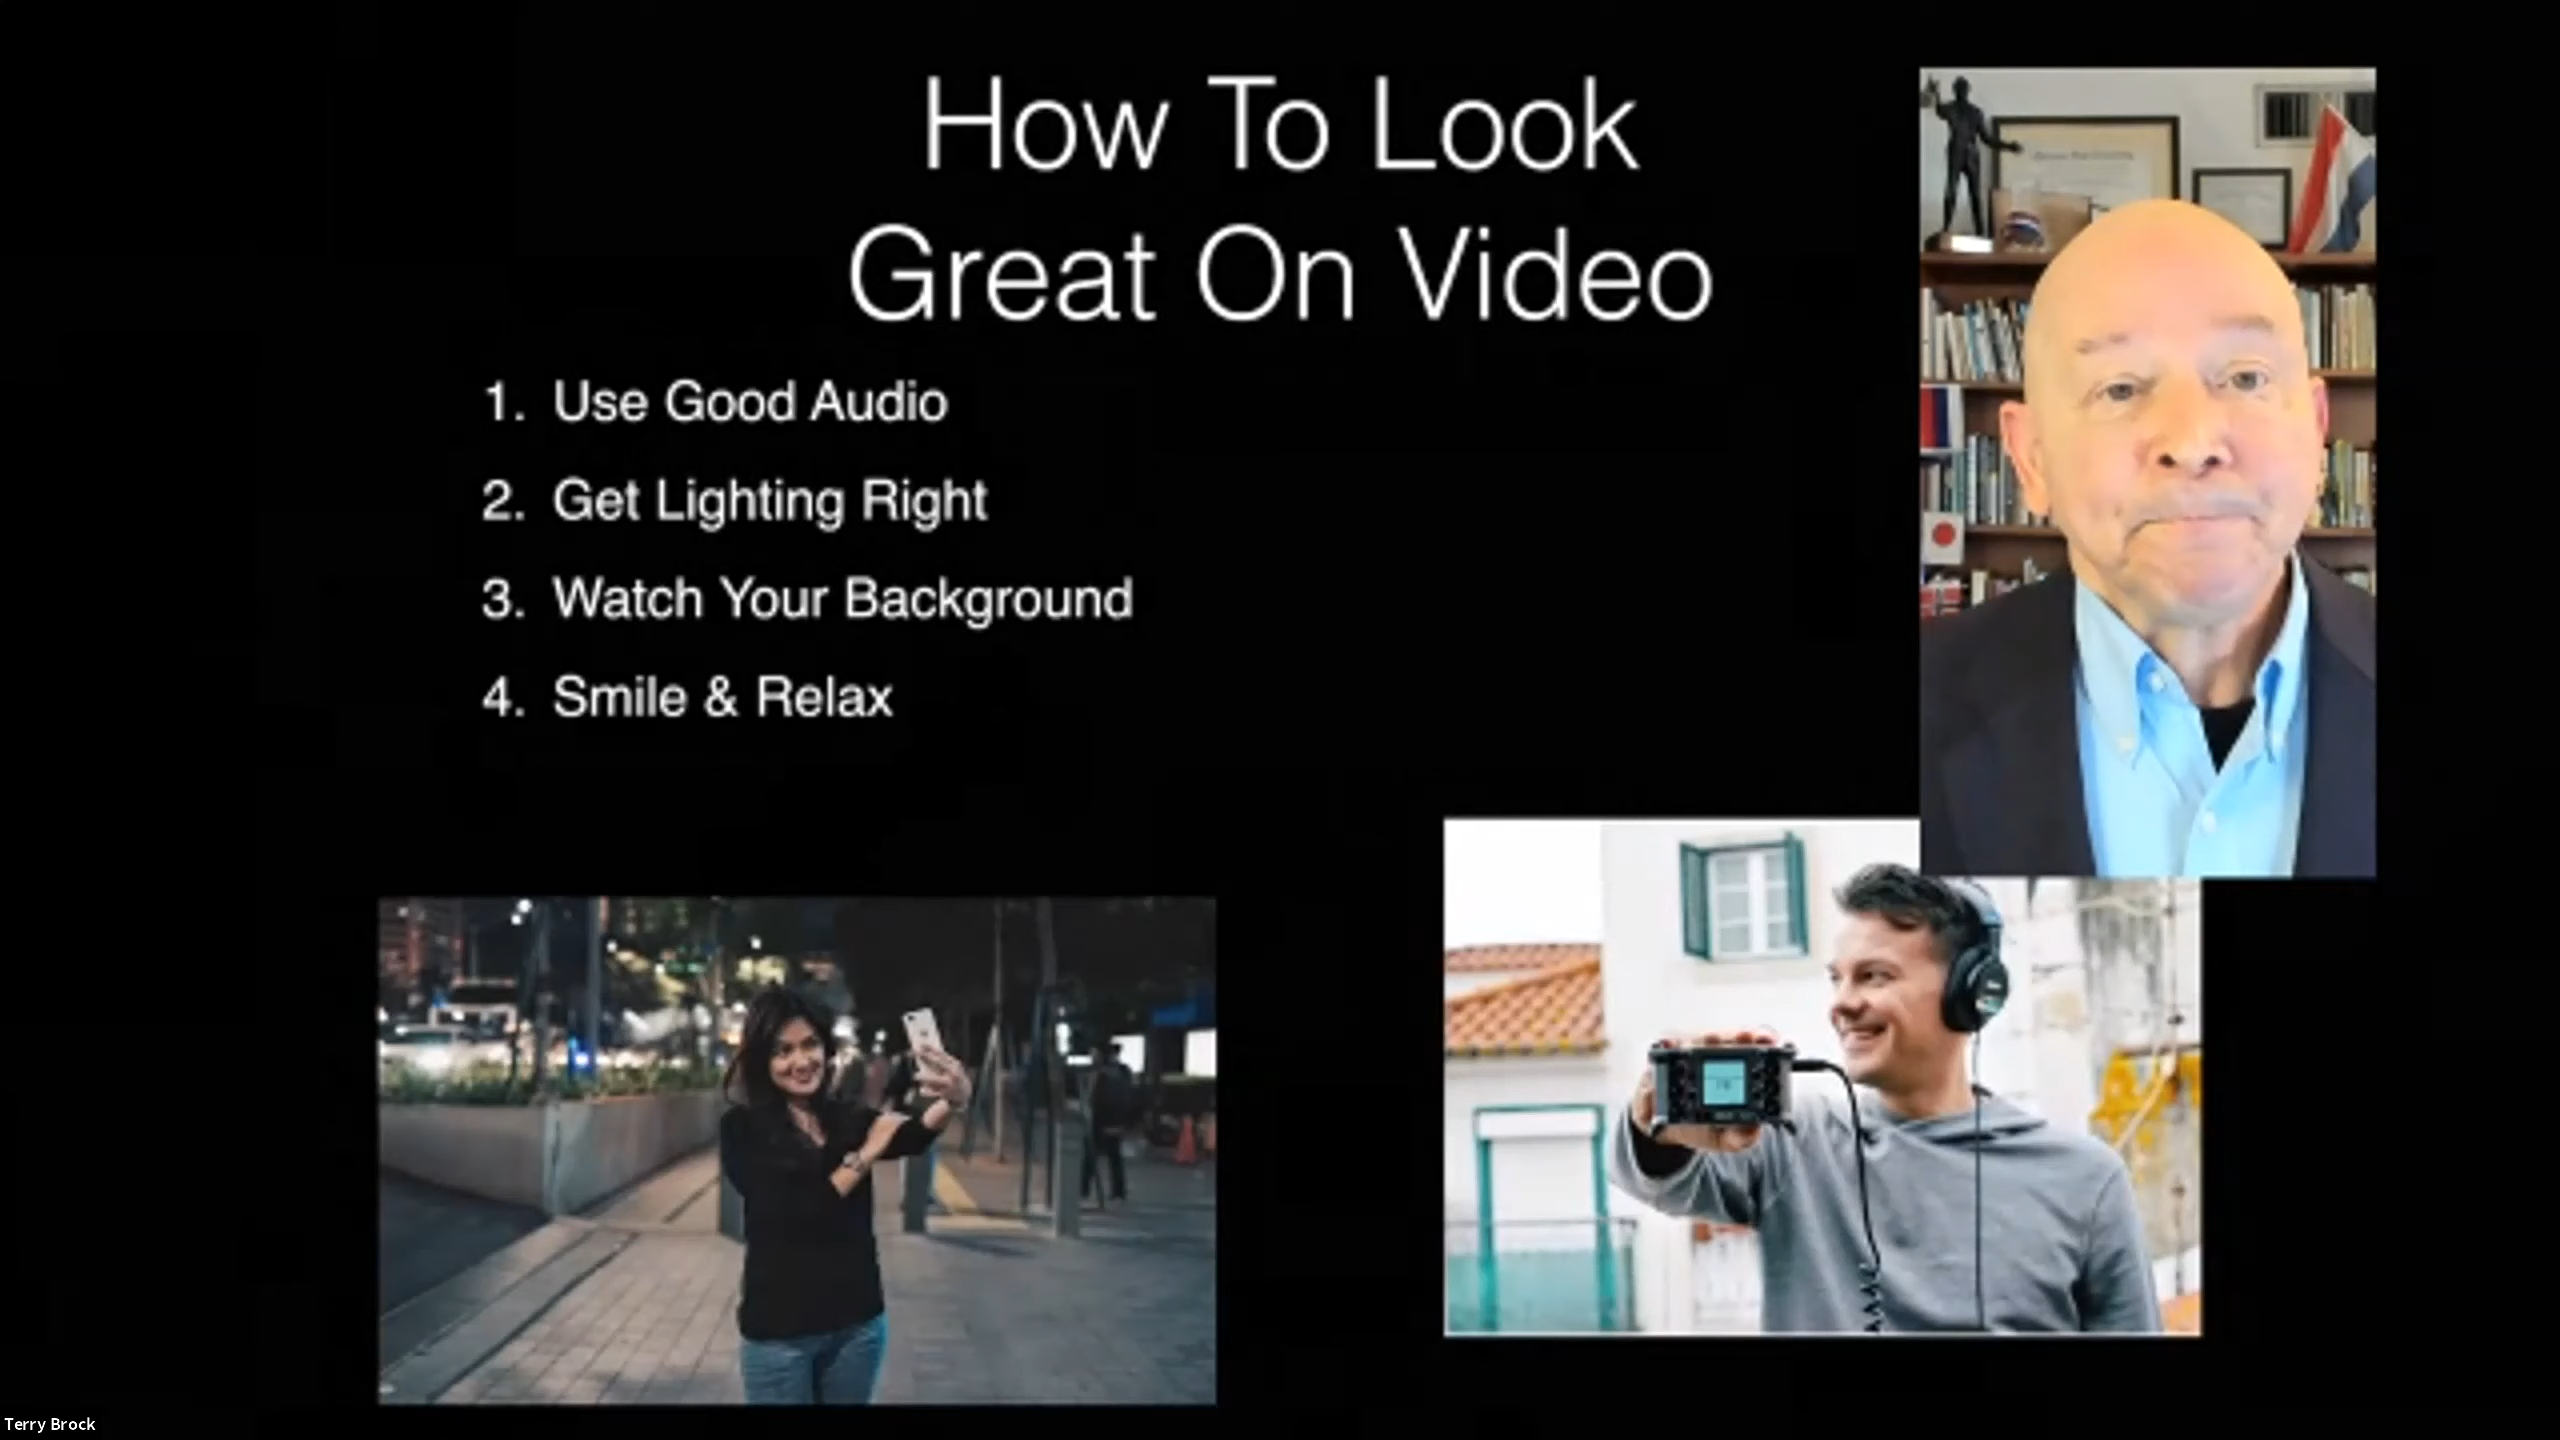 How To Look
Great On Video
1. Use Good Audio
2. Get Lighting Right
3. Watch Your Background
4. Smile & Relax
Terry Brock